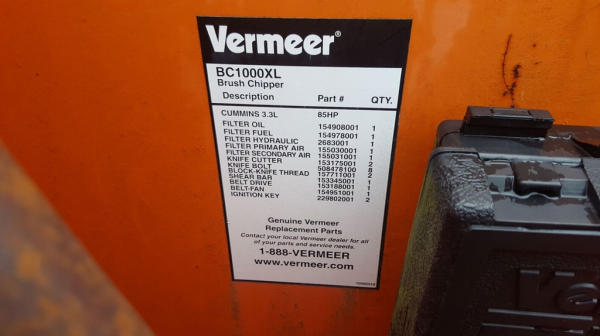 Vermeer®
BC1000XL
Brush Chipper
Description Part # QTY.
CUMMINS 3.3L 85HP
FILTER OIL 154908001 1
FILTER FUEL 154978001 1
FILTER HYDRAULIC 2683001 1
FILTER PRIMARY AIR 155030001 1
FILTER SECONDARY AIR 155031001 1
KNIFE CUTTER 153175001 2
KNIFE BOLT 508478100 8
BLOCK-KNIFE THREAD 157711001 2
SHEAR BAR 153345001 1
BELT DRIVE 153188001 1
BELT-FAN 154951001 1
IGNITION KEY 229802001 2
Genuine Vermeer
Replacement Parts
Contact your local Vermeer dealer for all
of your parts and service needs.
1-888-VERMEER
www.vermeer.com